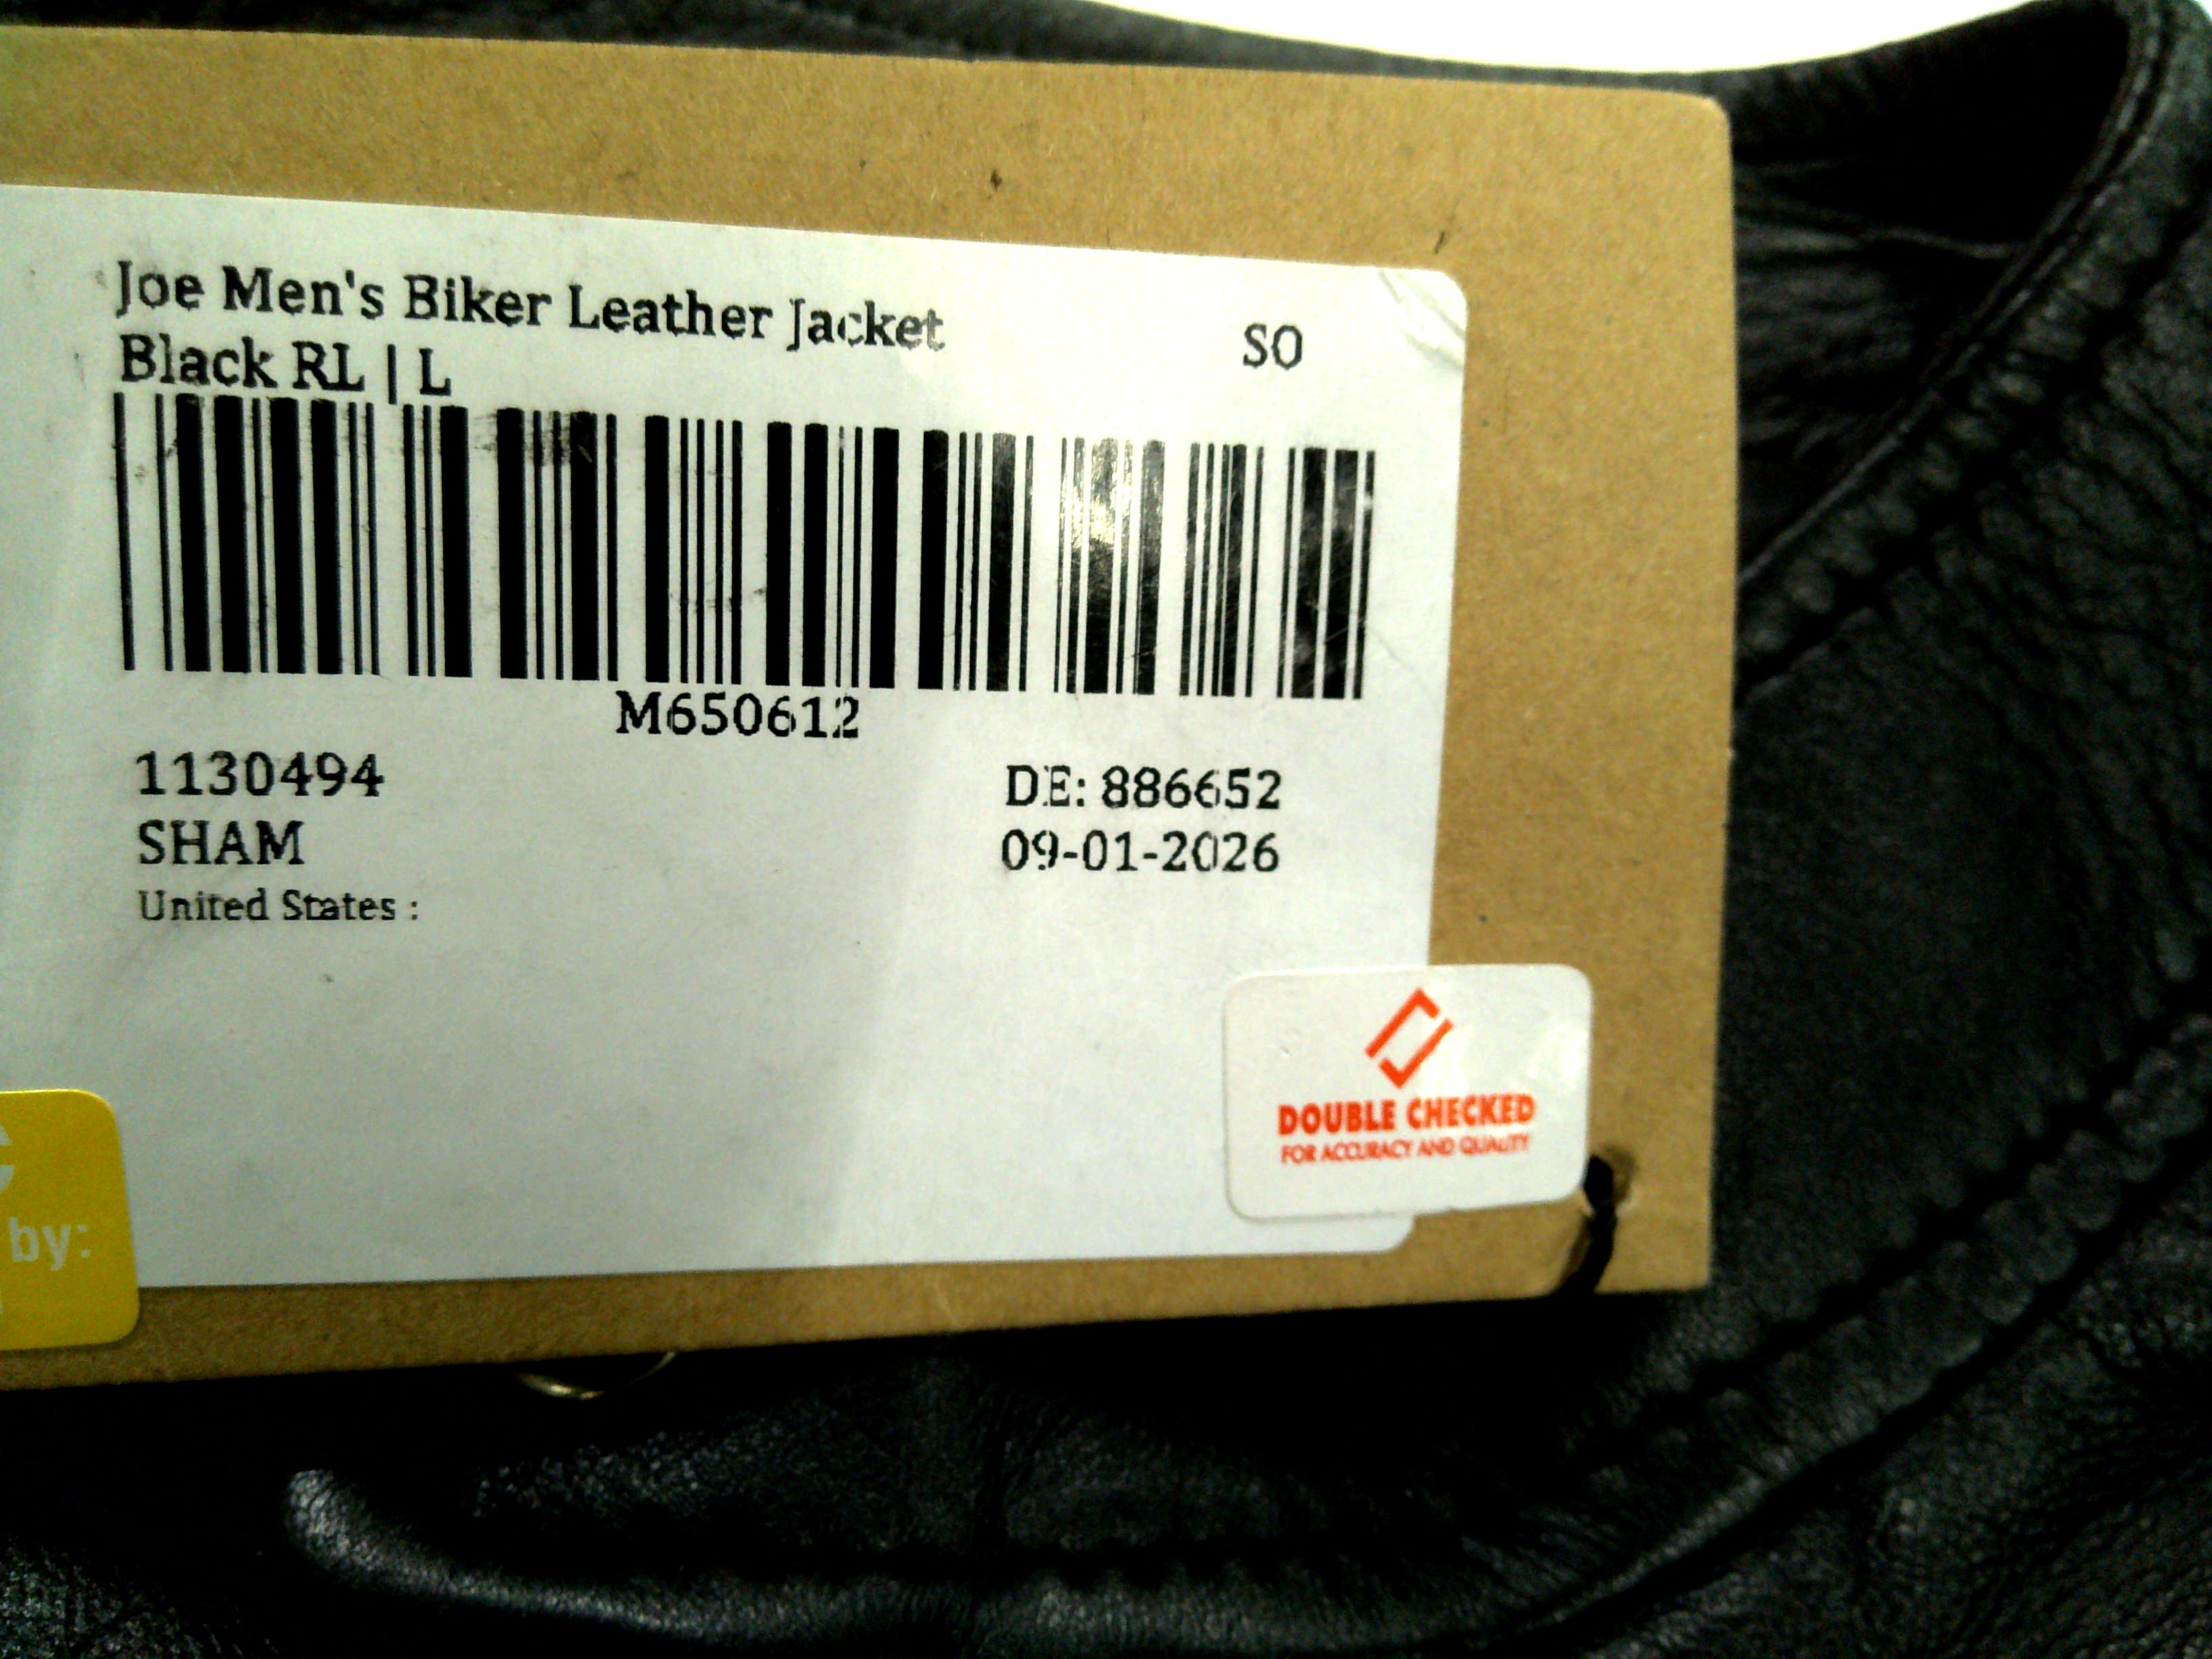 Joe Men's Biker Leather Jacket
SO
Black RL | L
M650612
1130494
DE: 886652
SHAM
09-01-2026
United States :
DOUBLE CHECKED
FOR ACCURACY AND QUALITY
by: